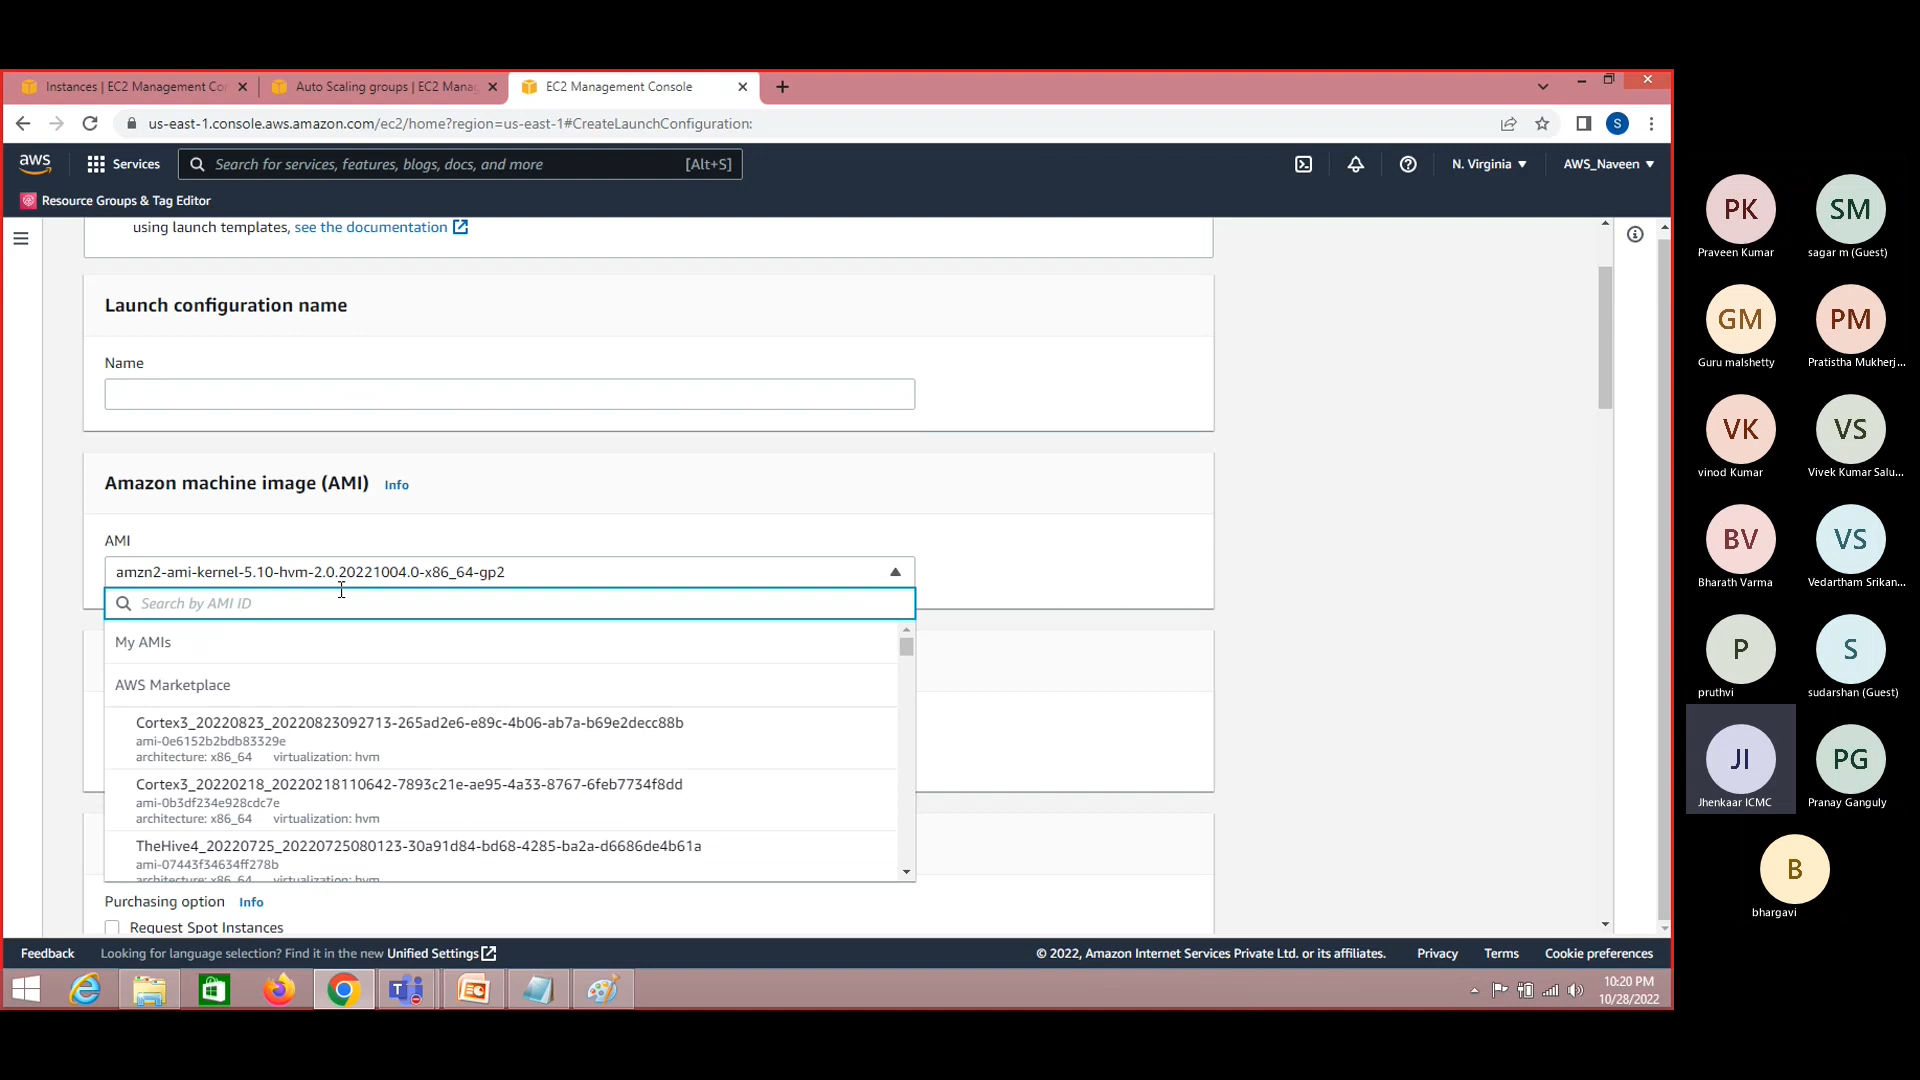 Instances | EC2 Management Co
Auto Scaling groups | EC2 Manag
EC2 Management Console
us-east-1.console.aws.amazon.com/ec2/home?region=us-east-1#CreateLaunchConfiguration:
S
aws
Services
Search for services, features, blogs, docs, and more
[Alt+S]
N. Virginia
AWS_Naveen
Resource Groups & Tag Editor
using launch templates, see the documentation
Launch configuration name
Name
Amazon machine image (AMI) Info
AMI
amzn2-ami-kernel-5.10-hvm-2.0.20221004.0-x86_64-gp2
Search by AMI ID
My AMIs
AWS Marketplace
Cortex3_20220823_20220823092713-265ad2e6-e89c-4b06-ab7a-b69e2decc88b
ami-0e6152b2bdb83329e
architecture: x86_64 virtualization: hvm
Cortex3_20220218_20220218110642-7893c21e-ae95-4a33-8767-6feb7734f8dd
ami-0b3df234e928cdc7e
architecture: x86_64 virtualization: hvm
TheHive4_20220725_20220725080123-30a91d84-bd68-4285-ba2a-d6686de4b61a
ami-07443f34634ff278b
architecture: x86_64 virtualization: hvm
Purchasing option Info
Request Spot Instances
Feedback
Looking for language selection? Find it in the new Unified Settings
© 2022, Amazon Internet Services Private Ltd. or its affiliates.
Privacy
Terms
Cookie preferences
10:20 PM
10/28/2022
PK
Praveen Kumar
SM
sagar m (Guest)
GM
Guru malshetty
PM
Pratistha Mukherj...
VK
vinod Kumar
VS
Vivek Kumar Salu...
BV
Bharath Varma
VS
Vedartham Srikan...
P
pruthvi
S
sudarshan (Guest)
JI
Jhenkaar ICMC
PG
Pranay Ganguly
B
bhargavi